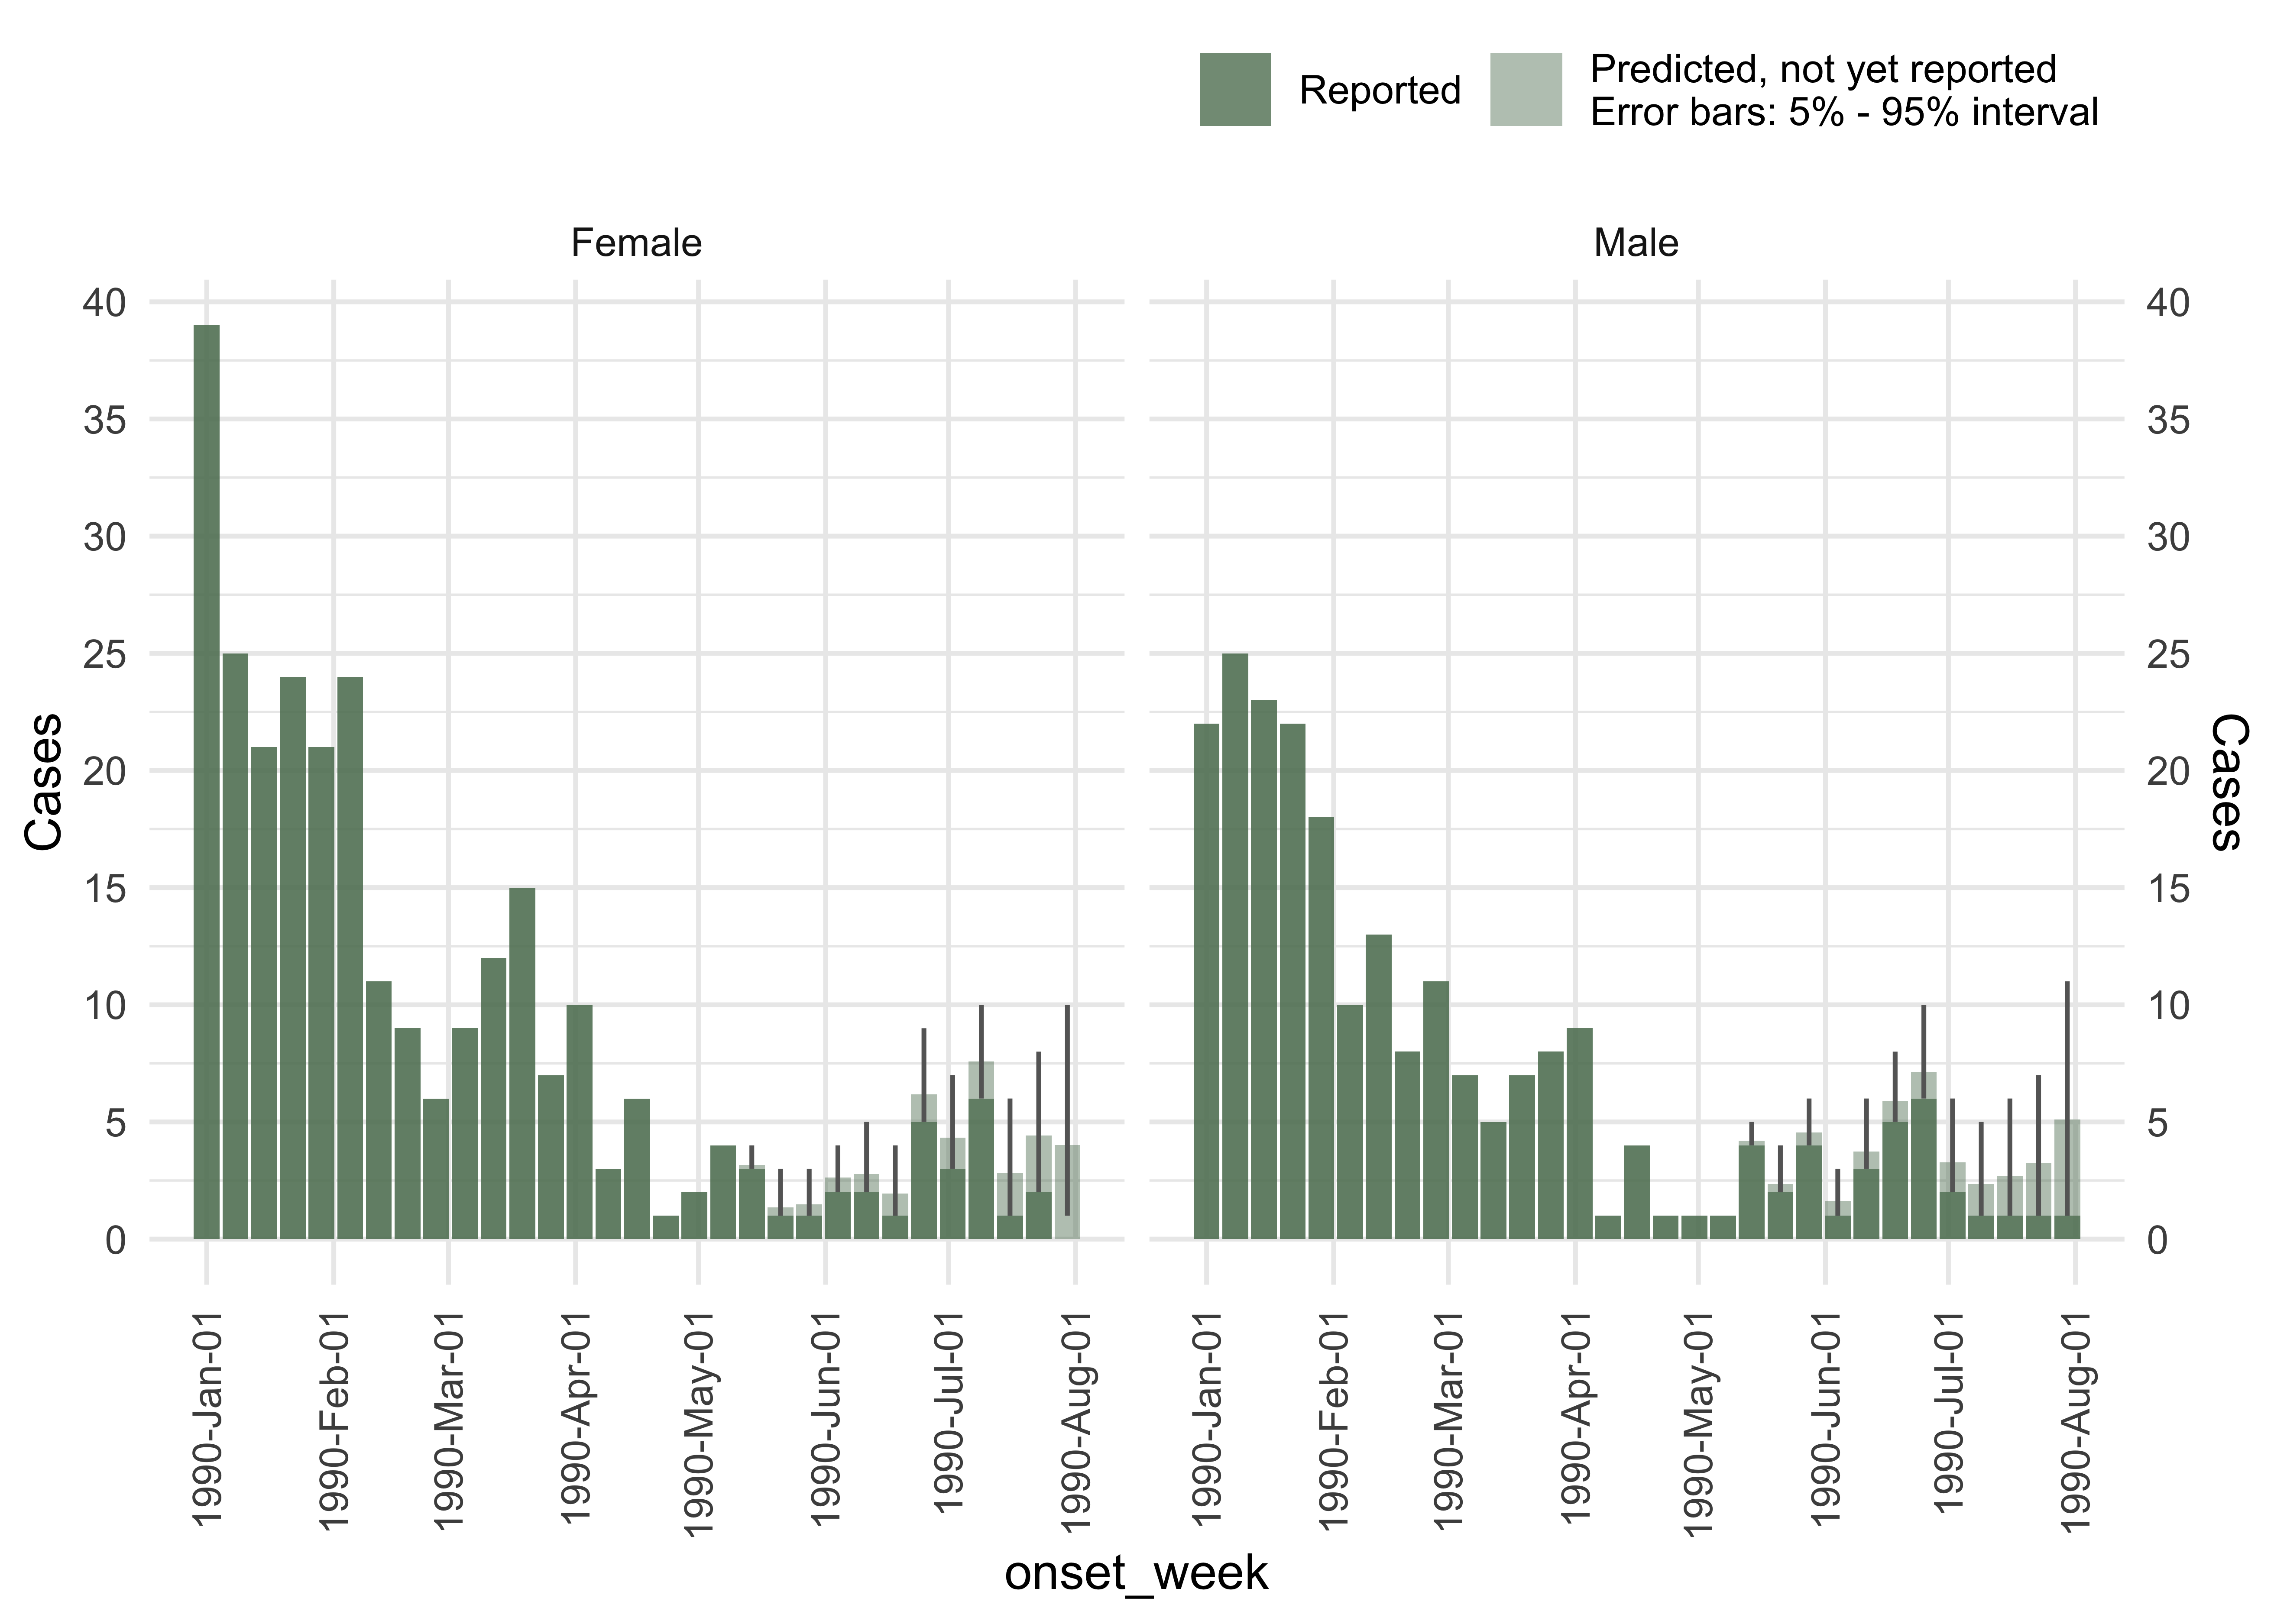 Reported
Predicted, not yet reported
Error bars: 5% - 95% interval
Female
Male
40
35
30
25
20
15
10
5
0
40
35
30
25
20
15
10
5
0
Cases
Cases
1990-Jan-01
1990-Feb-01
1990-Mar-01
1990-Apr-01
1990-May-01
1990-Jun-01
1990-Jul-01
1990-Aug-01
1990-Jan-01
1990-Feb-01
1990-Mar-01
1990-Apr-01
1990-May-01
1990-Jun-01
1990-Jul-01
1990-Aug-01
onset_week